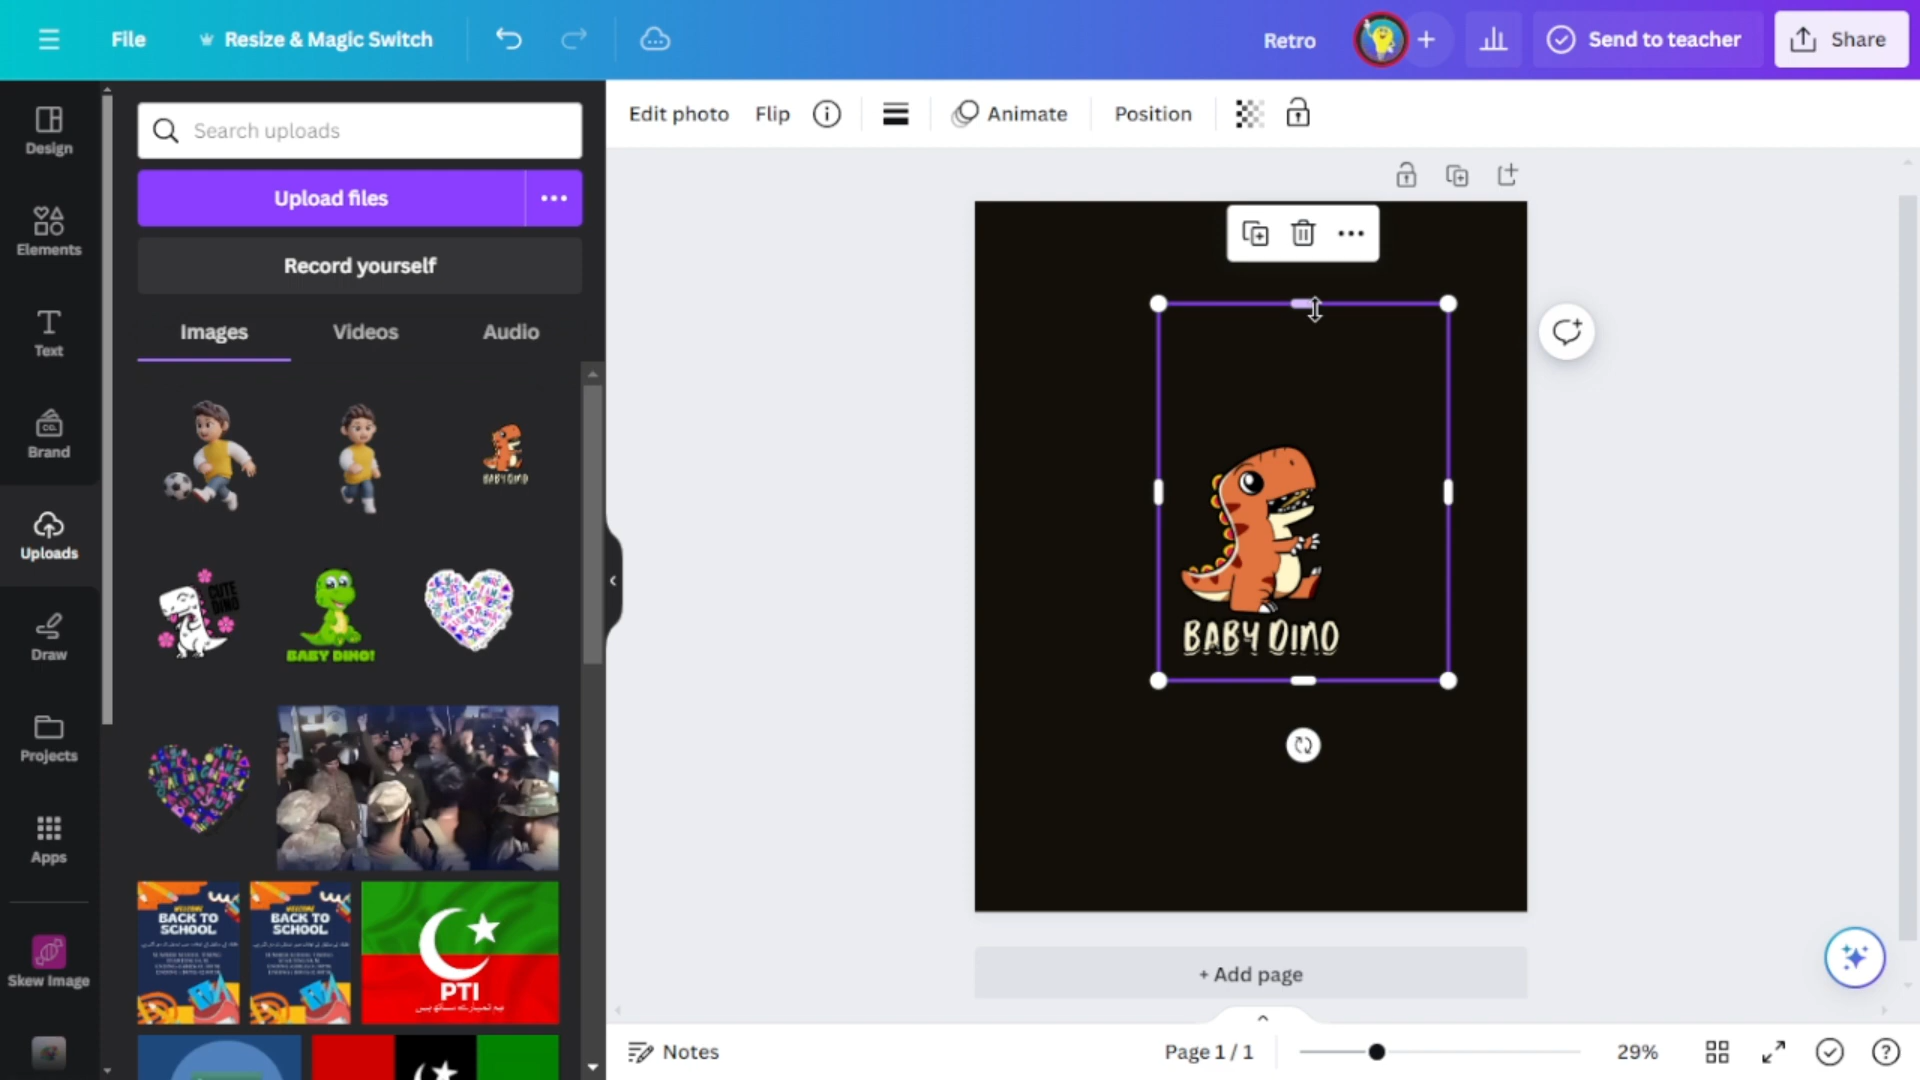 File
Resize & Magic Switch
Retro
Send to teacher
Share
Design
Elements
Text
Brand
CO.
Uploads
Draw
Projects
Apps
Skew Image
Search uploads
Upload files
Record yourself
Images
Videos
Audio
BABY DINO
CUTE
DINO
BABY DINO!
WELCOME
BACK TO
SCHOOL
WELCOME
BACK TO
SCHOOL
PTI
Edit photo
Flip
Animate
Position
BABY DINO
+ Add page
Notes
Page 1 / 1
29%